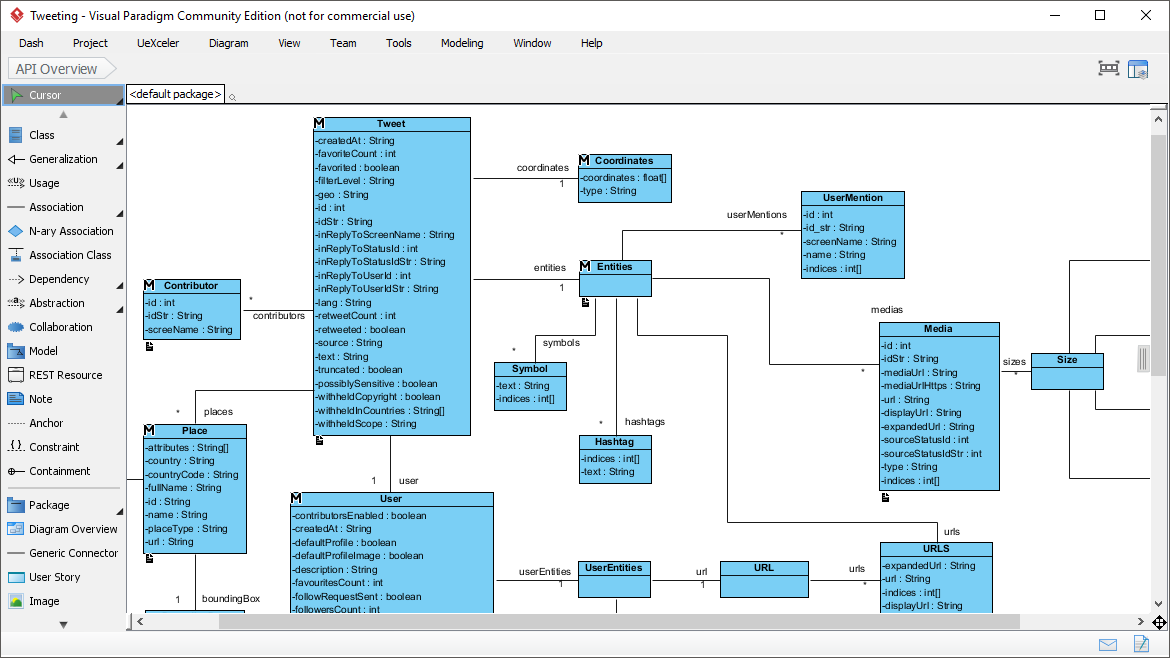 Tweeting - Visual Paradigm Community Edition (not for commercial use)
Dash Project UeXceler Diagram View Team Tools Modeling Window Help
API Overview
Cursor
Class
Generalization
Usage
Association
N-ary Association
Association Class
Dependency
Abstraction
Collaboration
Model
REST Resource
Note
Anchor
Constraint
Containment
Package
Diagram Overview
Generic Connector
User Story
Image
<default package>
M Tweet
-createdAt : String
-favoriteCount : int
-favorited : boolean
-filterLevel : String
-geo : String
-id : int
-idStr : String
-inReplyToScreenName : String
-inReplyToStatusId : int
-inReplyToStatusIdStr : String
-inReplyToUserId : int
-inReplyToUserIdStr : String
-lang : String
-retweetCount : int
-retweeted : boolean
-source : String
-text : String
-truncated : boolean
-possiblySensitive : boolean
-withheldCopyright : boolean
-withheldInCountries : String[]
-withheldScope : String
coordinates
1
M Coordinates
-coordinates : float[]
-type : String
userMentions
*
UserMention
-id : int
-id_str : String
-screenName : String
-name : String
-indices : int[]
entities
1
M Entities
M Contributor
-id : int
-idStr : String
-screeName : String
*
contributors
symbols
*
Symbol
-text : String
-indices : int[]
hashtags
*
Hashtag
-indices : int[]
-text : String
medias
*
Media
-id : int
-idStr : String
-mediaUrl : String
-mediaUrlHttps : String
-url : String
-displayUrl : String
-expandedUrl : String
-sourceStatusId : int
-sourceStatusIdStr : int
-type : String
-indices : int[]
sizes
*
Size
* places
M Place
-attributes : String[]
-country : String
-countryCode : String
-fullName : String
-id : String
-name : String
-placeType : String
-url : String
1 boundingBox
1 user
M User
-contributorsEnabled : boolean
-createdAt : String
-defaultProfile : boolean
-defaultProfileImage : boolean
-description : String
-favouritesCount : int
-followRequestSent : boolean
-followersCount : int
userEntities
1
UserEntities
url
1
URL
urls
*
urls
URLS
-expandedUrl : String
-url : String
-indices : int[]
-displayUrl : String